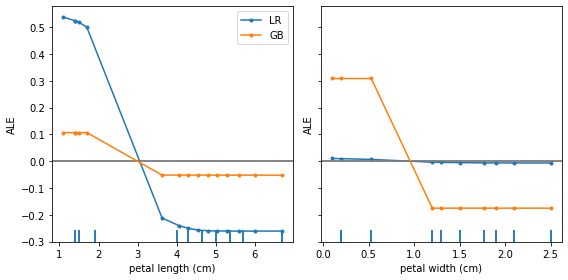 LR
GB
ALE
0.5
0.4
0.3
0.2
0.1
0.0
−0.1
−0.2
−0.3
1 2 3 4 5 6
petal length (cm)
ALE
0.0 0.5 1.0 1.5 2.0 2.5
petal width (cm)